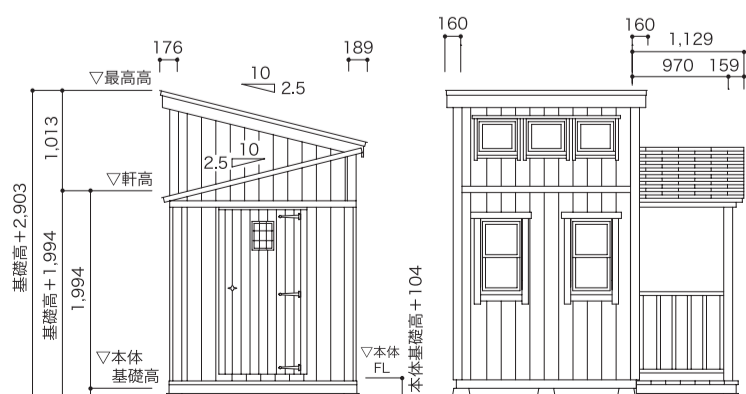 176
189
10
2.5
▽最高高
1,013
10
2.5
▽軒高
基礎高+2,903
基礎高+1,994
1,994
▽本体
基礎高
▽本体
FL
本体基礎高+104
160
160
1,129
970
159